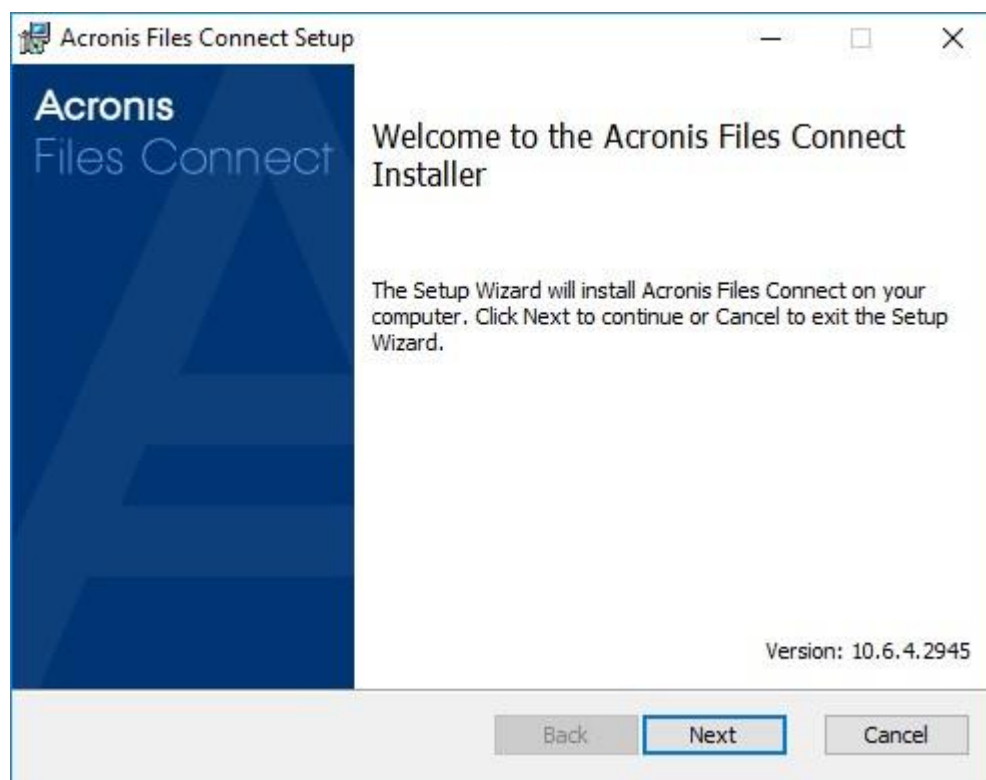 Acronis Files Connect Setup
Acronis
Files Connect
Welcome to the Acronis Files Connect
Installer
The Setup Wizard will install Acronis Files Connect on your
computer. Click Next to continue or Cancel to exit the Setup
Wizard.
Version: 10.6.4.2945
Back
Next
Cancel